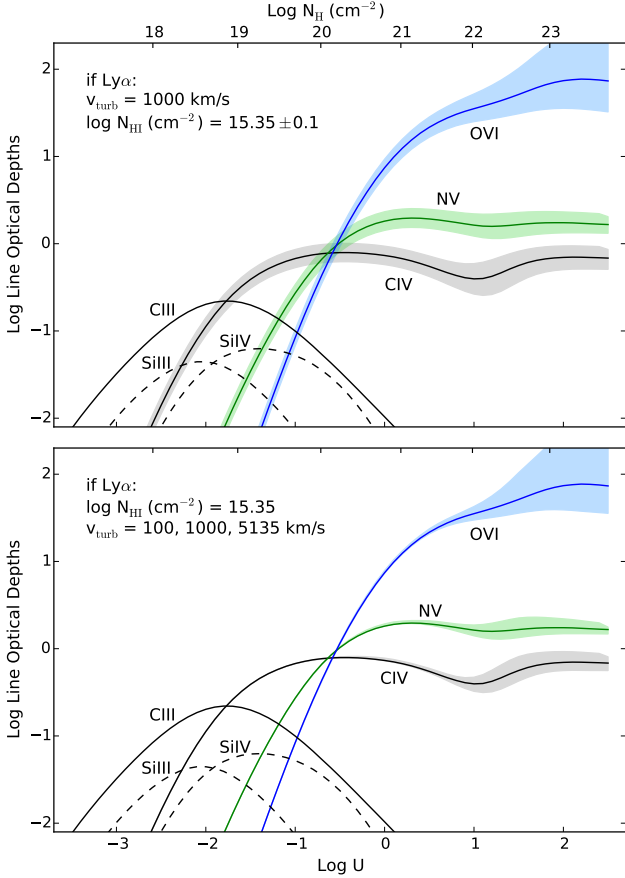 Log N_H (cm^−2)
18 19 20 21 22 23
if Lyα:
v_turb = 1000 km/s
log N_HI (cm^−2) = 15.35 ±0.1
OVI
NV
CIV
CIII
SiIII
SiIV
2
1
0
−1
−2
Log Line Optical Depths
if Lyα:
log N_HI (cm^−2) = 15.35
v_turb = 100, 1000, 5135 km/s
OVI
NV
CIV
CIII
SiIII
SiIV
2
1
0
−1
−2
Log Line Optical Depths
−3 −2 −1 0 1 2
Log U